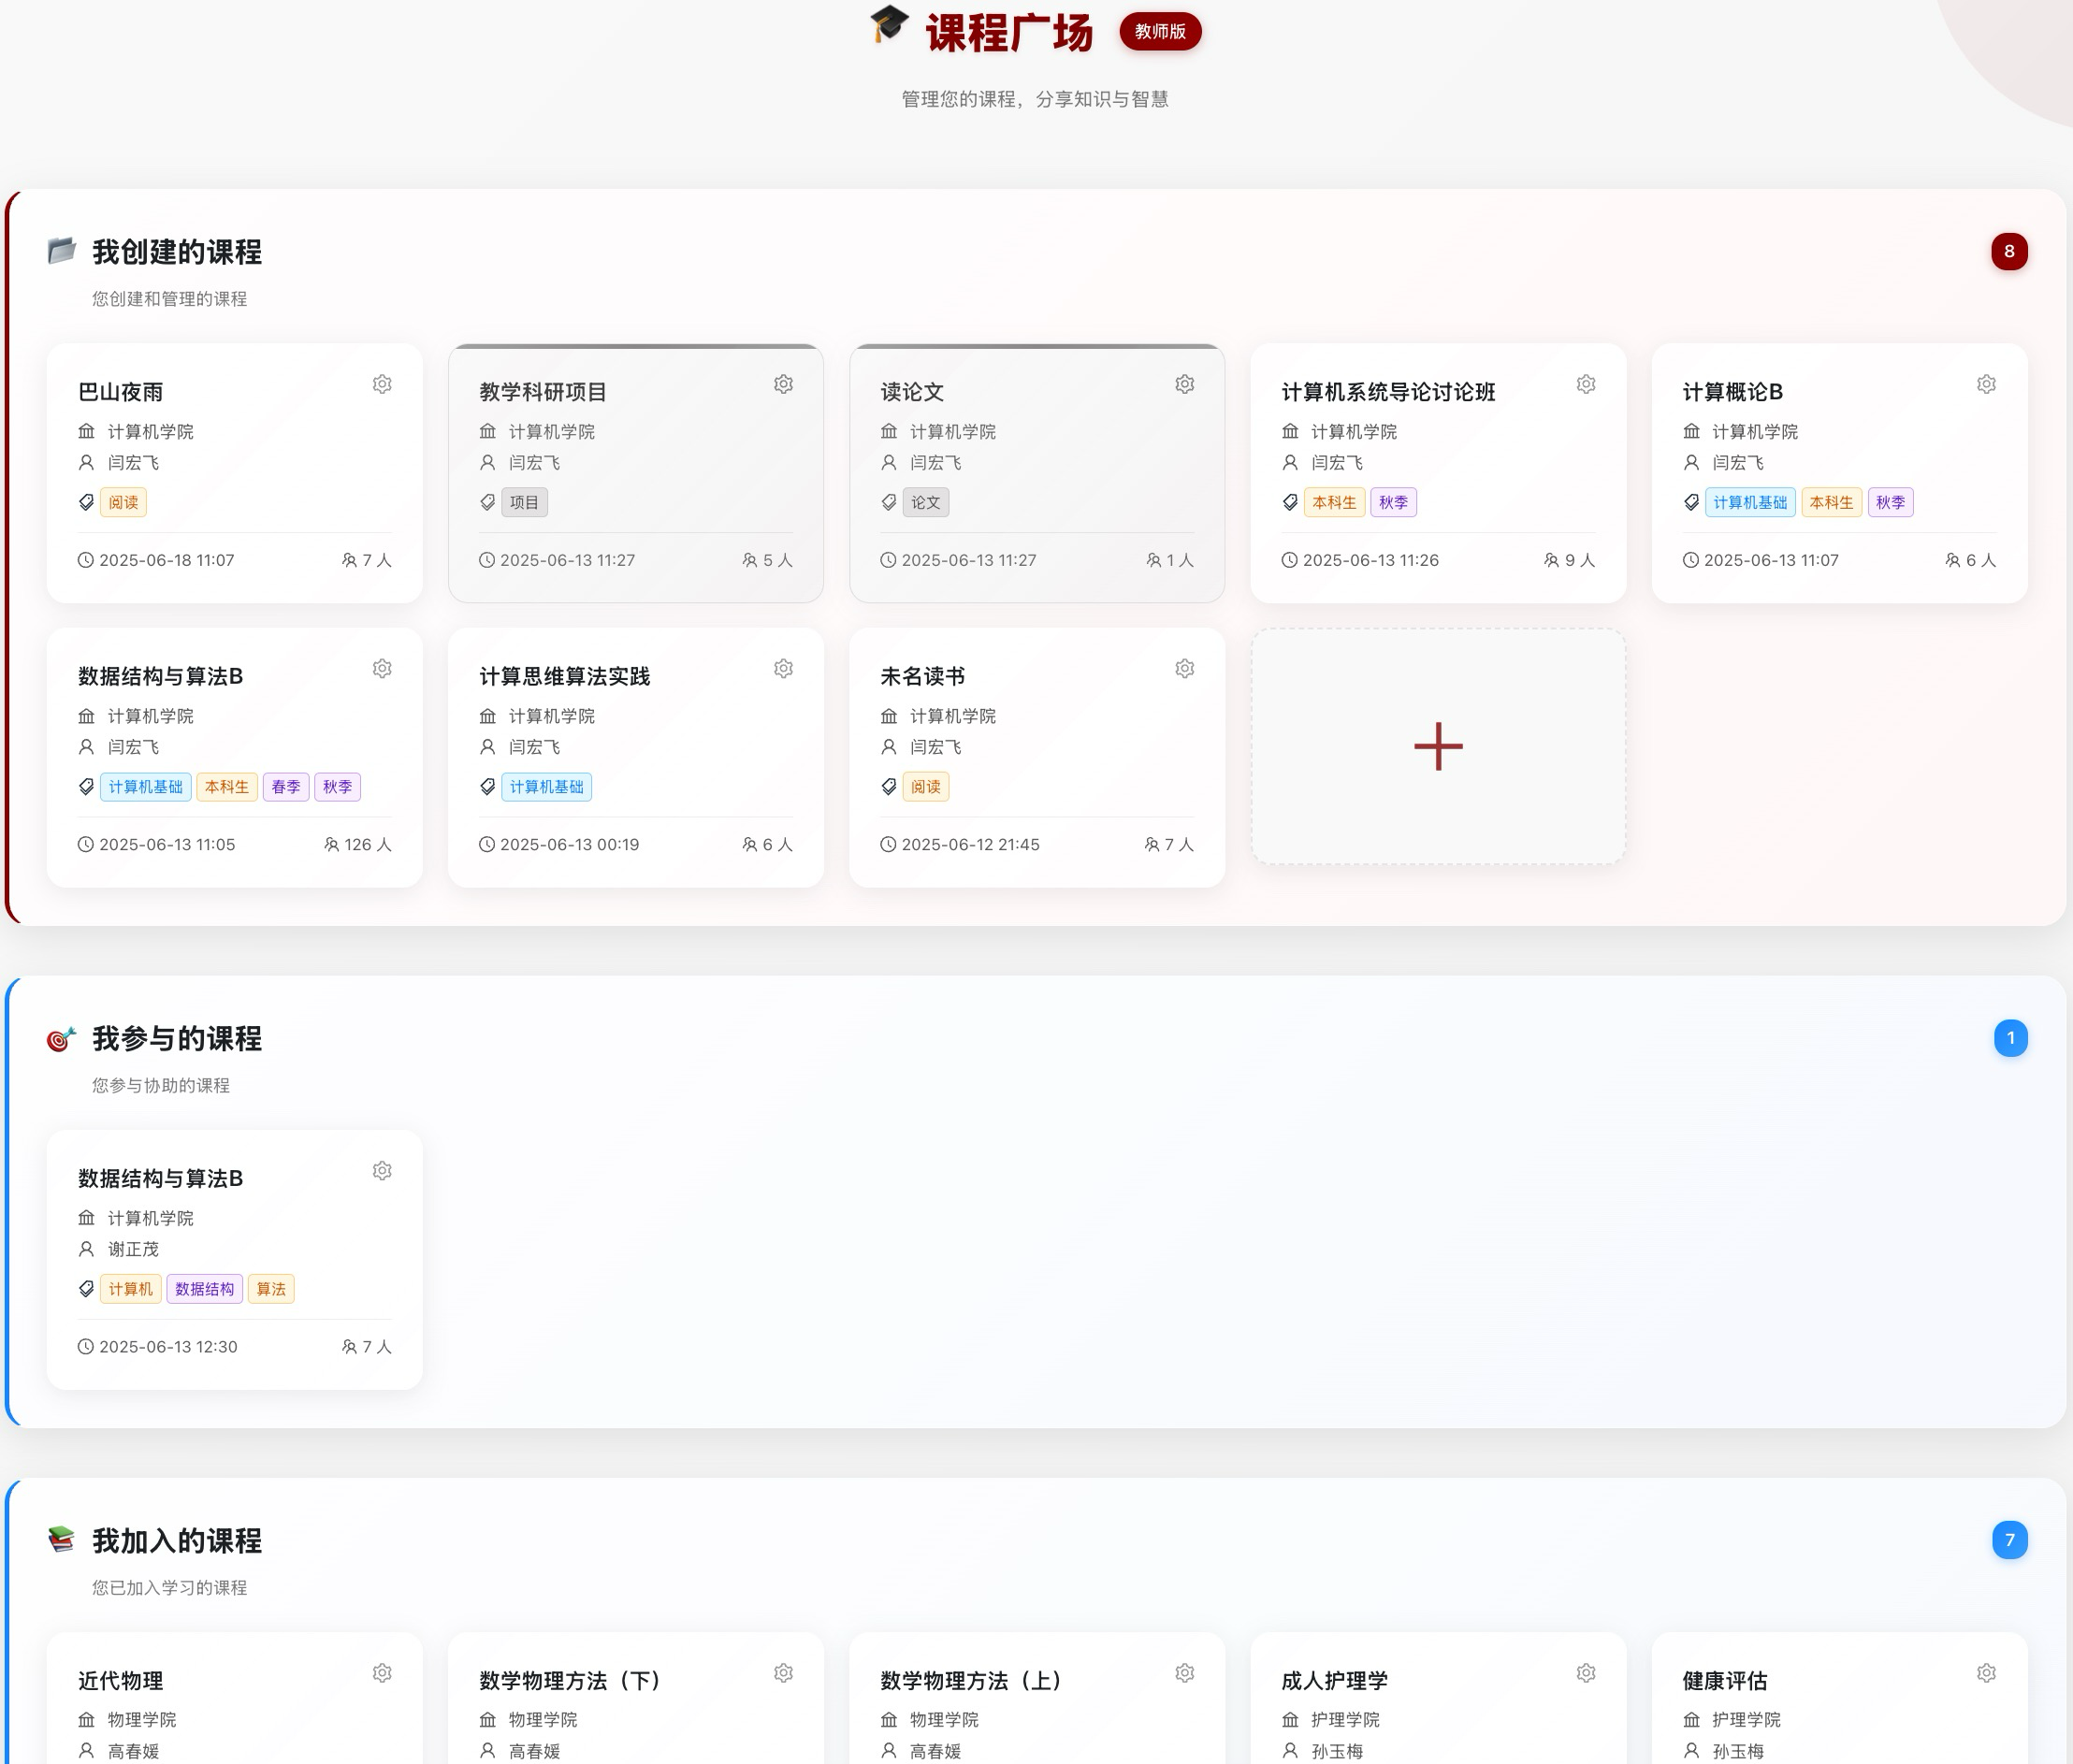 课程广场 教师版
管理您的课程，分享知识与智慧
我创建的课程 8
您创建和管理的课程
巴山夜雨
计算机学院
闫宏飞
阅读
2025-06-18 11:07 7 人
教学科研项目
计算机学院
闫宏飞
项目
2025-06-13 11:27 5 人
读论文
计算机学院
闫宏飞
论文
2025-06-13 11:27 1 人
计算机系统导论讨论班
计算机学院
闫宏飞
本科生 秋季
2025-06-13 11:26 9 人
计算概论B
计算机学院
闫宏飞
计算机基础 本科生 秋季
2025-06-13 11:07 6 人
数据结构与算法B
计算机学院
闫宏飞
计算机基础 本科生 春季 秋季
2025-06-13 11:05 126 人
计算思维算法实践
计算机学院
闫宏飞
计算机基础
2025-06-13 00:19 6 人
未名读书
计算机学院
闫宏飞
阅读
2025-06-12 21:45 7 人
我参与的课程 1
您参与协助的课程
数据结构与算法B
计算机学院
谢正茂
计算机 数据结构 算法
2025-06-13 12:30 7 人
我加入的课程 7
您已加入学习的课程
近代物理
物理学院
高春媛
数学物理方法（下）
物理学院
高春媛
数学物理方法（上）
物理学院
高春媛
成人护理学
护理学院
孙玉梅
健康评估
护理学院
孙玉梅